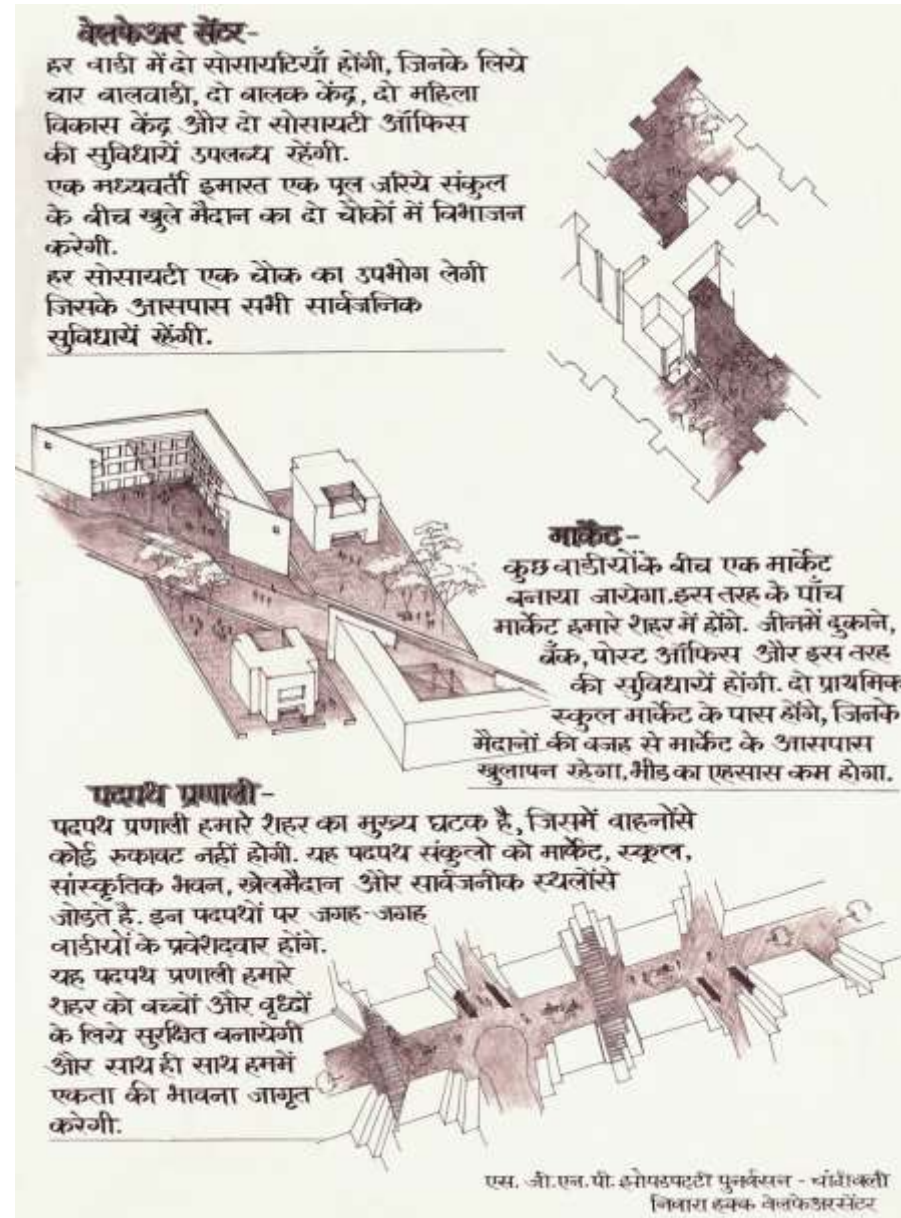 वेलफेअर सेंटर-
हर वाडी में दो सोसायटियाँ होंगी, जिनके लिये
चार बालवाडी, दो बालक केंद्र, दो महिला
विकास केंद्र और दो सोसायटी ऑफिस
की सुविधायें उपलब्ध रहेंगी.
एक मध्यवर्ती इमारत एक पूल जरिये संकुल
के बीच खुले मैदान का दो चौकों में विभाजन
करेगी.
हर सोसायटी एक चौक का उपभोग लेगी
जिसके आसपास सभी सार्वजनिक
सुविधायें रहेंगी.
मार्केट-
कुछ वाडीयोंके बीच एक मार्केट
बनाया जायेगा. इस तरह के पाँच
मार्केट हमारे शहर में होंगे. जीनमें दुकाने,
बँक, पोस्ट ऑफिस और इस तरह
की सुविधायें होंगी. दो प्राथमिक
स्कुल मार्केट के पास होंगे, जिनके
मैदानों की वजह से मार्केट के आसपास
खुलापन रहेगा. भीड का एहसास कम होगा.
पदपथ प्रणाली-
पदपथ प्रणाली हमारे शहर का मुख्य घटक है, जिसमें वाहनोंसे
कोई रुकावट नहीं होगी. यह पदपथ संकुलो को मार्केट, स्कूल,
सांस्कृतिक भवन, खेलमैदान और सार्वजनीक स्थलोंसे
जोडते है. इन पदपथों पर जगह-जगह
वाडीयों के प्रवेशदवार होंगे.
यह पदपथ प्रणाली हमारे
शहर को बच्चों और वृध्दों
के लिये सुरक्षित बनायेगी
और साथ ही साथ हममें
एकता की भावना जागृत
करेगी.
एस. जी.एन.पी. झोपडपट्टी पुनर्वसन - चांदीवली
निवारा हक्क वेलफेअरसेंटर